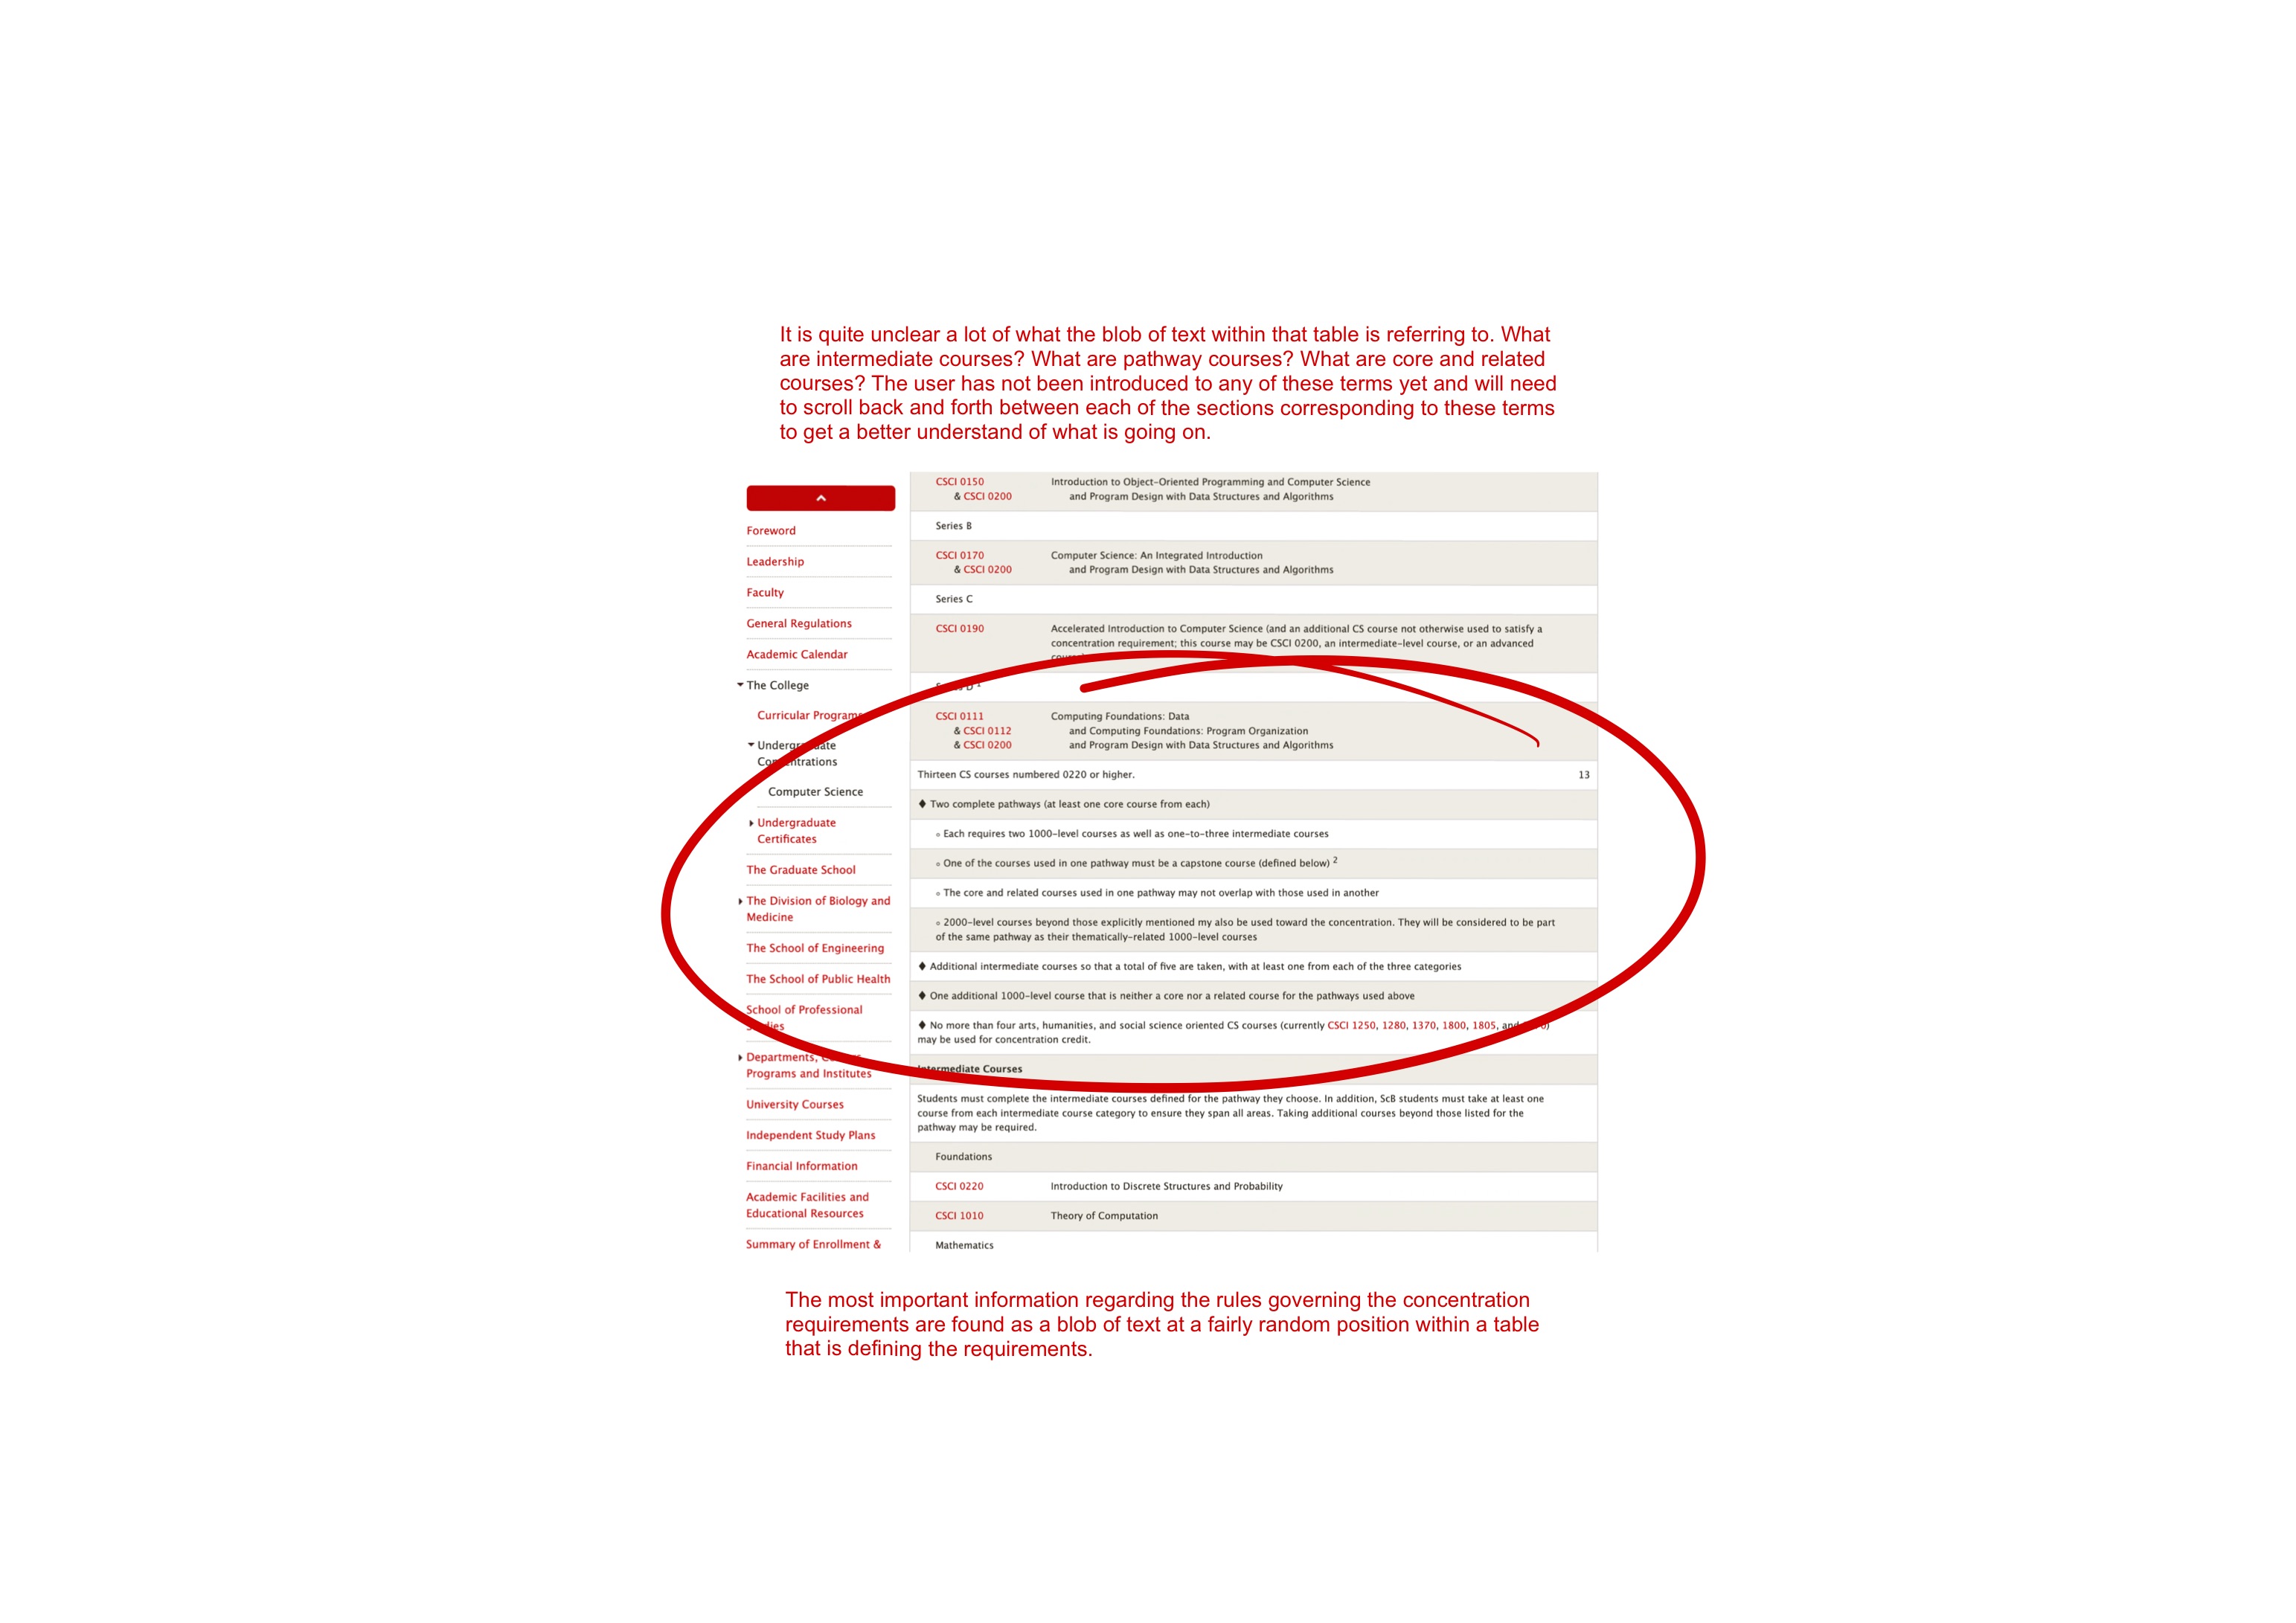 It is quite unclear a lot of what the blob of text within that table is referring to. What
are intermediate courses? What are pathway courses? What are core and related
courses? The user has not been introduced to any of these terms yet and will need
to scroll back and forth between each of the sections corresponding to these terms
to get a better understand of what is going on.
Foreword
Leadership
Faculty
General Regulations
Academic Calendar
The College
Curricular Programs
Undergraduate
Concentrations
Computer Science
Undergraduate
Certificates
The Graduate School
The Division of Biology and
Medicine
The School of Engineering
The School of Public Health
School of Professional
Studies
Departments, Centers,
Programs and Institutes
University Courses
Independent Study Plans
Financial Information
Academic Facilities and
Educational Resources
Summary of Enrollment &
CSCI 0150 Introduction to Object-Oriented Programming and Computer Science
& CSCI 0200 and Program Design with Data Structures and Algorithms
Series B
CSCI 0170 Computer Science: An Integrated Introduction
& CSCI 0200 and Program Design with Data Structures and Algorithms
Series C
CSCI 0190 Accelerated Introduction to Computer Science (and an additional CS course not otherwise used to satisfy a
concentration requirement; this course may be CSCI 0200, an intermediate-level course, or an advanced
Series D 1
CSCI 0111 Computing Foundations: Data
& CSCI 0112 and Computing Foundations: Program Organization
& CSCI 0200 and Program Design with Data Structures and Algorithms
Thirteen CS courses numbered 0220 or higher. 13
♦ Two complete pathways (at least one core course from each)
◦ Each requires two 1000-level courses as well as one-to-three intermediate courses
◦ One of the courses used in one pathway must be a capstone course (defined below) 2
◦ The core and related courses used in one pathway may not overlap with those used in another
◦ 2000-level courses beyond those explicitly mentioned my also be used toward the concentration. They will be considered to be part
of the same pathway as their thematically-related 1000-level courses
♦ Additional intermediate courses so that a total of five are taken, with at least one from each of the three categories
♦ One additional 1000-level course that is neither a core nor a related course for the pathways used above
♦ No more than four arts, humanities, and social science oriented CS courses (currently CSCI 1250, 1280, 1370, 1800, 1805, and
may be used for concentration credit.
Intermediate Courses
Students must complete the intermediate courses defined for the pathway they choose. In addition, ScB students must take at least one
course from each intermediate course category to ensure they span all areas. Taking additional courses beyond those listed for the
pathway may be required.
Foundations
CSCI 0220 Introduction to Discrete Structures and Probability
CSCI 1010 Theory of Computation
Mathematics
The most important information regarding the rules governing the concentration
requirements are found as a blob of text at a fairly random position within a table
that is defining the requirements.